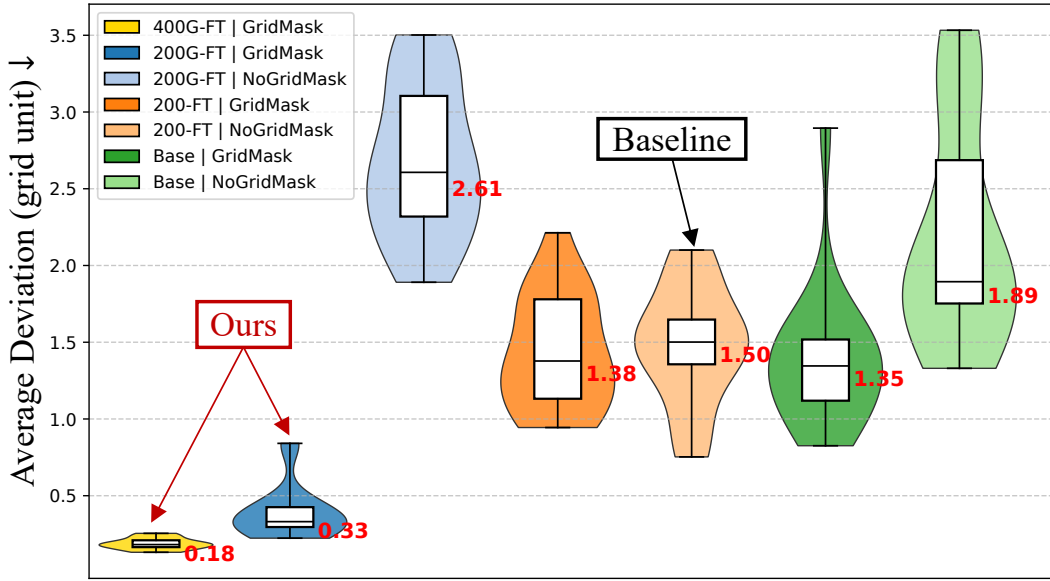 Average Deviation (grid unit) ↓
3.5
3.0
2.5
2.0
1.5
1.0
0.5
400G-FT | GridMask
200G-FT | GridMask
200G-FT | NoGridMask
200-FT | GridMask
200-FT | NoGridMask
Base | GridMask
Base | NoGridMask
Baseline
Ours
0.18
0.33
2.61
1.38
1.50
1.35
1.89